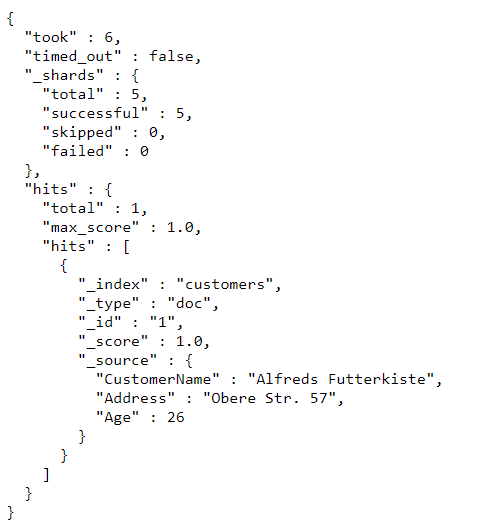 {
  "took" : 6,
  "timed_out" : false,
  "_shards" : {
    "total" : 5,
    "successful" : 5,
    "skipped" : 0,
    "failed" : 0
  },
  "hits" : {
    "total" : 1,
    "max_score" : 1.0,
    "hits" : [
      {
        "_index" : "customers",
        "_type" : "doc",
        "_id" : "1",
        "_score" : 1.0,
        "_source" : {
          "CustomerName" : "Alfreds Futterkiste",
          "Address" : "Obere Str. 57",
          "Age" : 26
        }
      }
    ]
  }
}